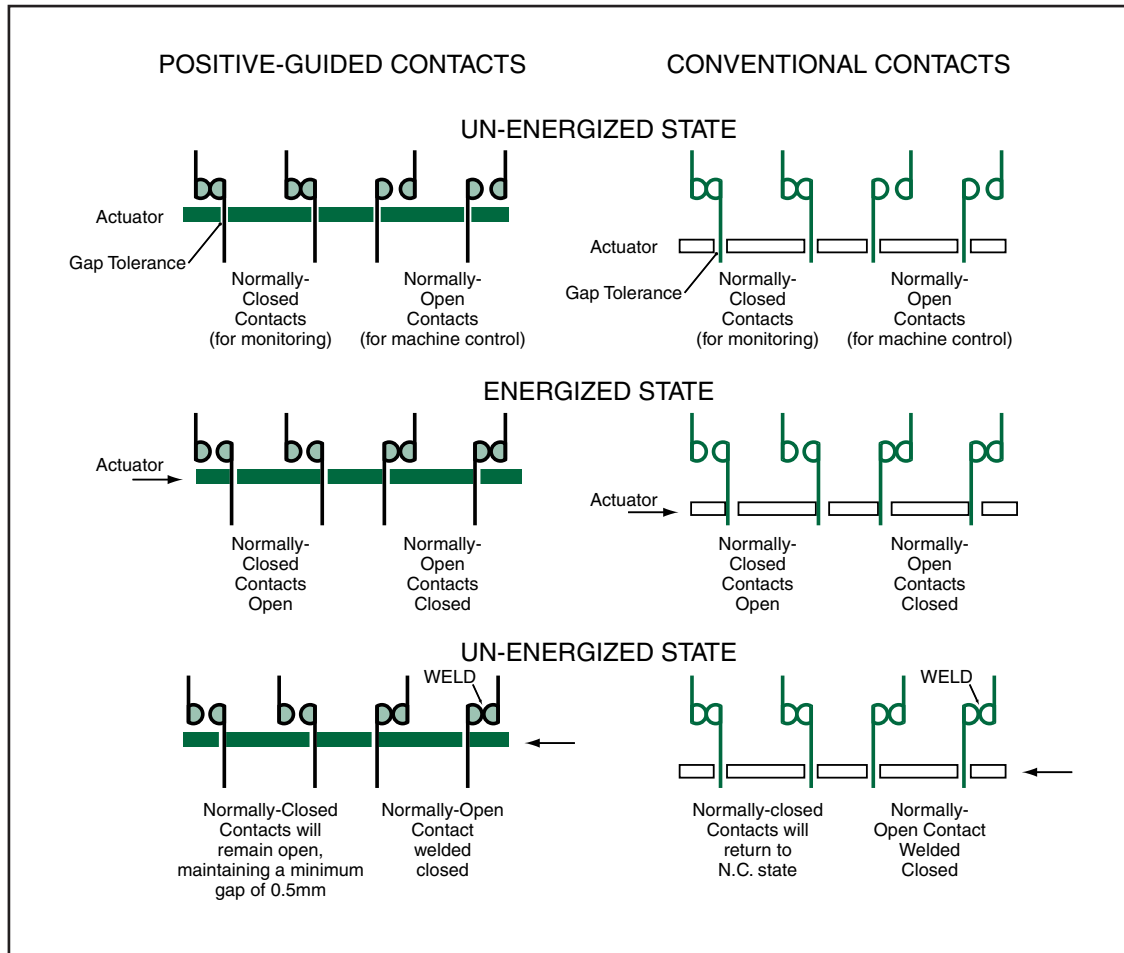 POSITIVE-GUIDED CONTACTS
CONVENTIONAL CONTACTS
UN-ENERGIZED STATE
Actuator
Gap Tolerance
Normally-
Closed
Contacts
(for monitoring)
Normally-
Open
Contacts
(for machine control)
Actuator
Gap Tolerance
Normally-
Closed
Contacts
(for monitoring)
Normally-
Open
Contacts
(for machine control)
ENERGIZED STATE
Actuator
Normally-
Closed
Contacts
Open
Normally-
Open
Contacts
Closed
Actuator
Normally-
Closed
Contacts
Open
Normally-
Open
Contacts
Closed
UN-ENERGIZED STATE
WELD
Normally-Closed
Contacts will
remain open,
maintaining a minimum
gap of 0.5mm
Normally-Open
Contact
welded
closed
WELD
Normally-closed
Contacts will
return to
N.C. state
Normally-
Open Contact
Welded
Closed